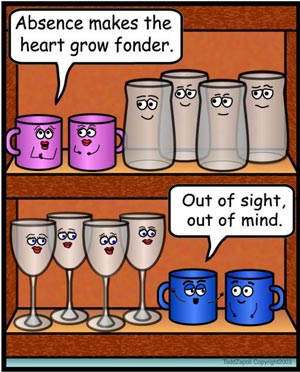 Absence makes the
heart grow fonder.
Out of sight,
out of mind.
ToddZapoli Copyright2003